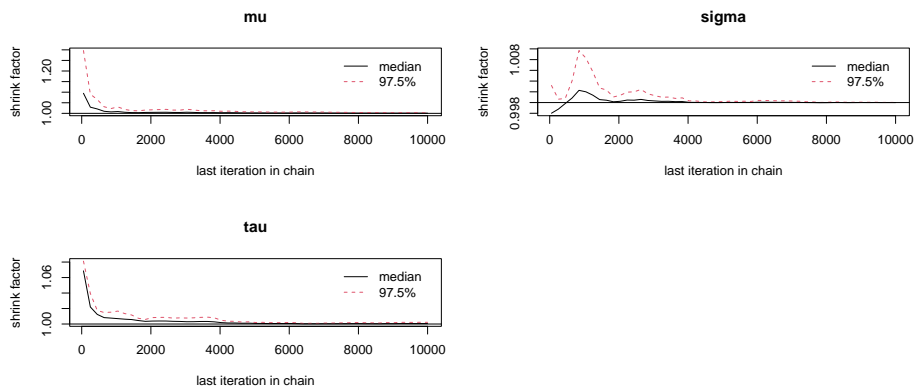 mu
shrink factor
1.00 1.20
median
97.5%
0 2000 4000 6000 8000 10000
last iteration in chain
sigma
shrink factor
0.998 1.008
median
97.5%
0 2000 4000 6000 8000 10000
last iteration in chain
tau
shrink factor
1.00 1.06
median
97.5%
0 2000 4000 6000 8000 10000
last iteration in chain